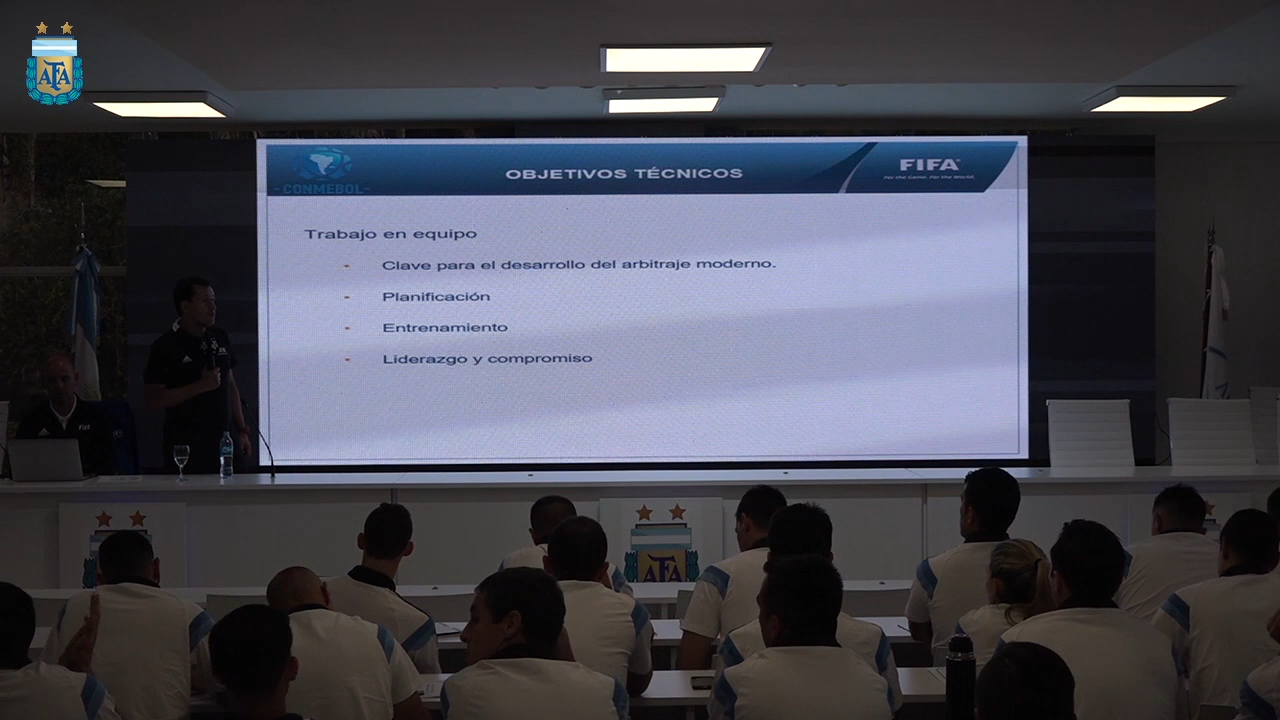 AFA
CONMEBOL
OBJETIVOS TÉCNICOS
FIFA
For the Game. For the World.
Trabajo en equipo
Clave para el desarrollo del arbitraje moderno.
Planificación
Entrenamiento
Liderazgo y compromiso
AFA